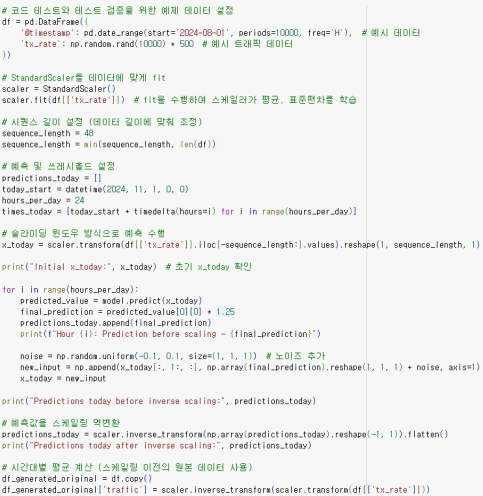 # 코드 테스트와 테스트 검증을 위한 예제 데이터 설정
df = pd.DataFrame({
'@timestamp': pd.date_range(start='2024-08-01', periods=10000, freq='H'),  # 예시 데이터
'tx_rate': np.random.rand(10000) * 500  # 예시 트래픽 데이터
})
# StandardScaler를 데이터에 맞게 fit
scaler = StandardScaler()
scaler.fit(df[['tx_rate']])  # fit을 수행하며 스케일러가 평균, 표준편차를 학습
# 시퀀스 길이 설정 (데이터 길이에 맞춰 조정)
sequence_length = 48
sequence_length = min(sequence_length, len(df))
# 예측 및 쓰레시홀드 설정
predictions_today = []
today_start = datetime(2024, 11, 1, 0, 0)
hours_per_day = 24
times_today = [today_start + timedelta(hours=i) for i in range(hours_per_day)]
# 슬라이딩 윈도우 방식으로 예측 수행
x_today = scaler.transform(df[['tx_rate']].iloc[-sequence_length:].values).reshape(1, sequence_length, 1)
print("Initial x_today:", x_today)  # 초기 x_today 확인
for i in range(hours_per_day):
predicted_value = model.predict(x_today)
final_prediction = predicted_value[0][0] * 1.25
predictions_today.append(final_prediction)
print(f"Hour {i}: Prediction before scaling - {final_prediction}")
noise = np.random.uniform(-0.1, 0.1, size=(1, 1, 1))  # 노이즈 추가
new_input = np.append(x_today[:, 1:, :], np.array(final_prediction).reshape(1, 1, 1) + noise, axis=1)
x_today = new_input
print("Predictions today before inverse scaling:", predictions_today)
# 예측값을 스케일링 역변환
predictions_today = scaler.inverse_transform(np.array(predictions_today).reshape(-1, 1)).flatten()
print("Predictions today after inverse scaling:", predictions_today)
# 시간대별 평균 계산 (스케일링 이전의 원본 데이터 사용)
df_generated_original = df.copy()
df_generated_original['traffic'] = scaler.inverse_transform(scaler.transform(df[['tx_rate']]))